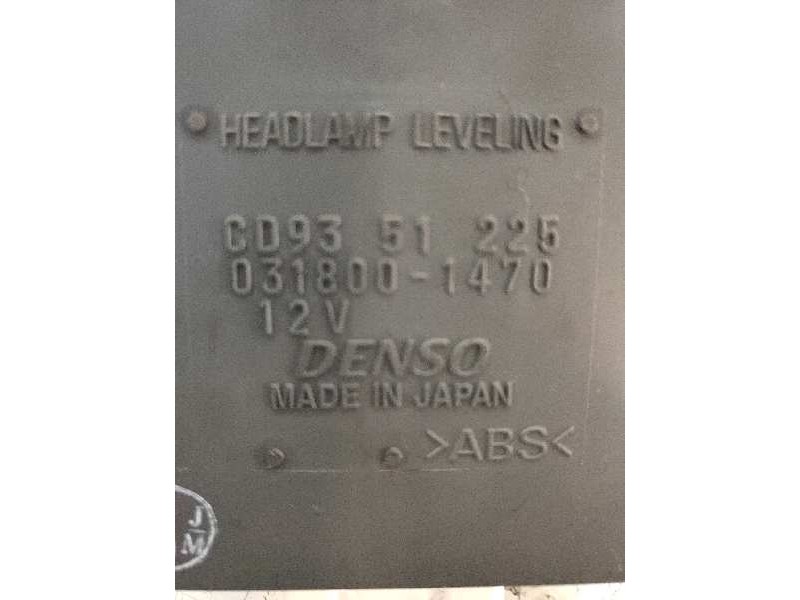 HEADLAMP LEVELING
CD93 51 225
031800-1470
12V
DENSO
MADE IN JAPAN
>ABS<
J
M